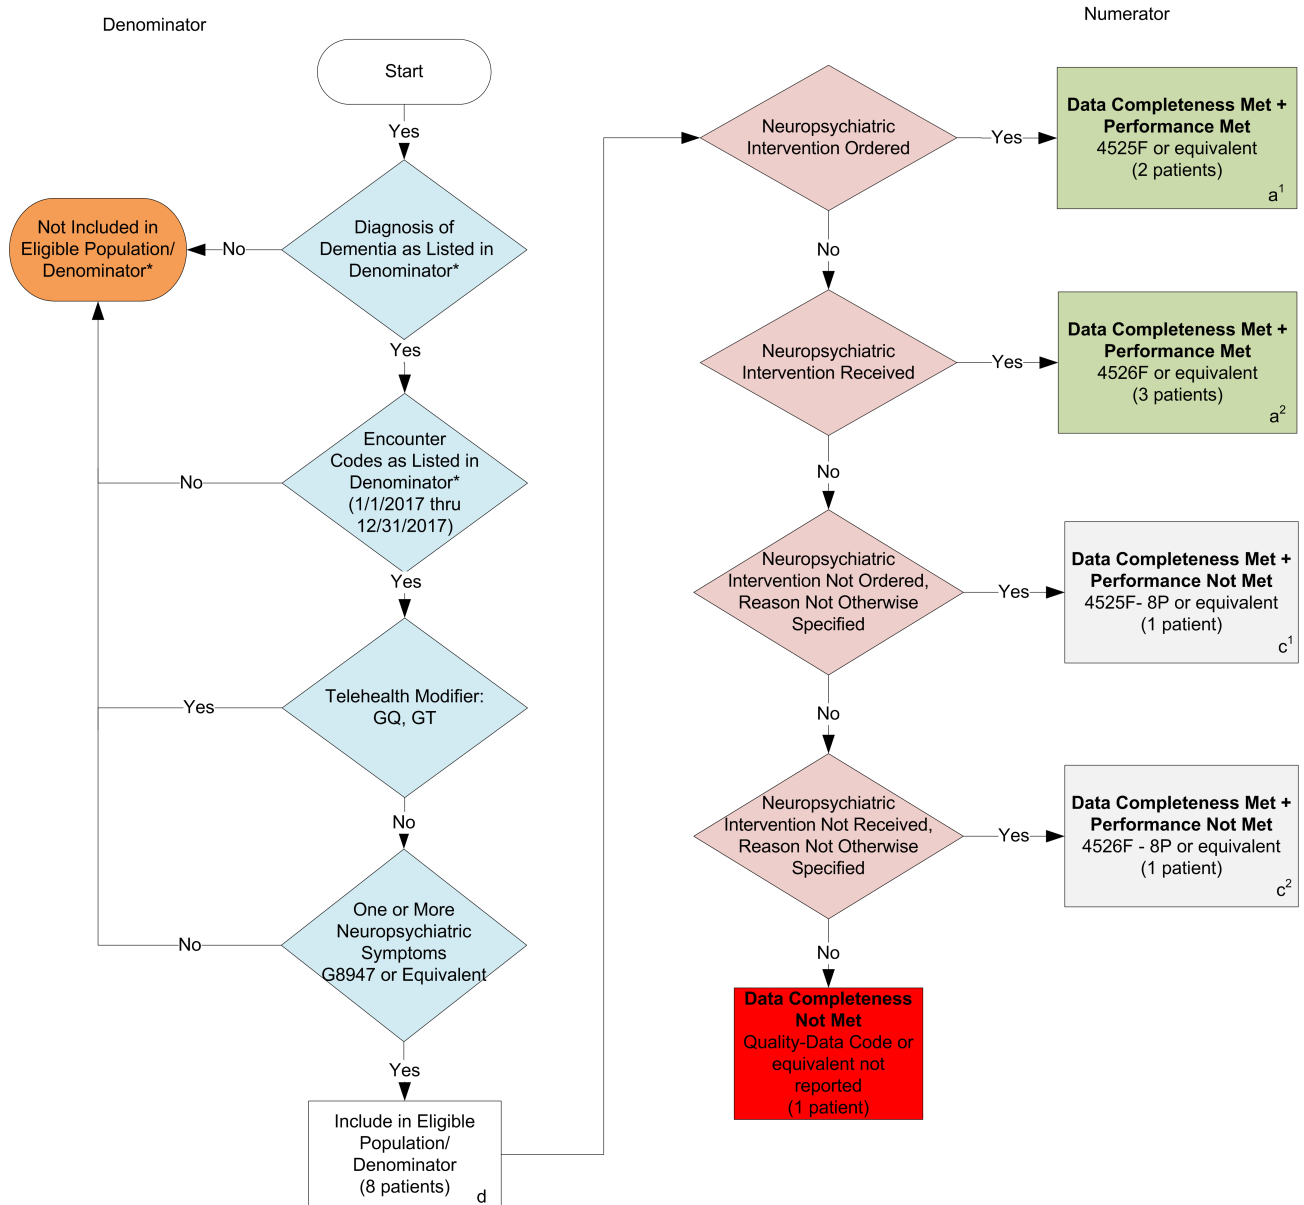 Denominator
Start
Yes
Diagnosis of
Dementia as Listed in
Denominator*
No
Not Included in
Eligible Population/
Denominator*
Yes
Encounter
Codes as Listed in
Denominator*
(1/1/2017 thru
12/31/2017)
No
Yes
Telehealth Modifier:
GQ, GT
Yes
No
One or More
Neuropsychiatric
Symptoms
G8947 or Equivalent
No
Yes
Include in Eligible
Population/
Denominator
(8 patients)
d
Numerator
Neuropsychiatric
Intervention Ordered
Yes
Data Completeness Met +
Performance Met
4525F or equivalent
(2 patients)
a1
No
Neuropsychiatric
Intervention Received
Yes
Data Completeness Met +
Performance Met
4526F or equivalent
(3 patients)
a2
No
Neuropsychiatric
Intervention Not Ordered,
Reason Not Otherwise
Specified
Yes
Data Completeness Met +
Performance Not Met
4525F- 8P or equivalent
(1 patient)
c1
No
Neuropsychiatric
Intervention Not Received,
Reason Not Otherwise
Specified
Yes
Data Completeness Met +
Performance Not Met
4526F - 8P or equivalent
(1 patient)
c2
No
Data Completeness
Not Met
Quality-Data Code or
equivalent not
reported
(1 patient)